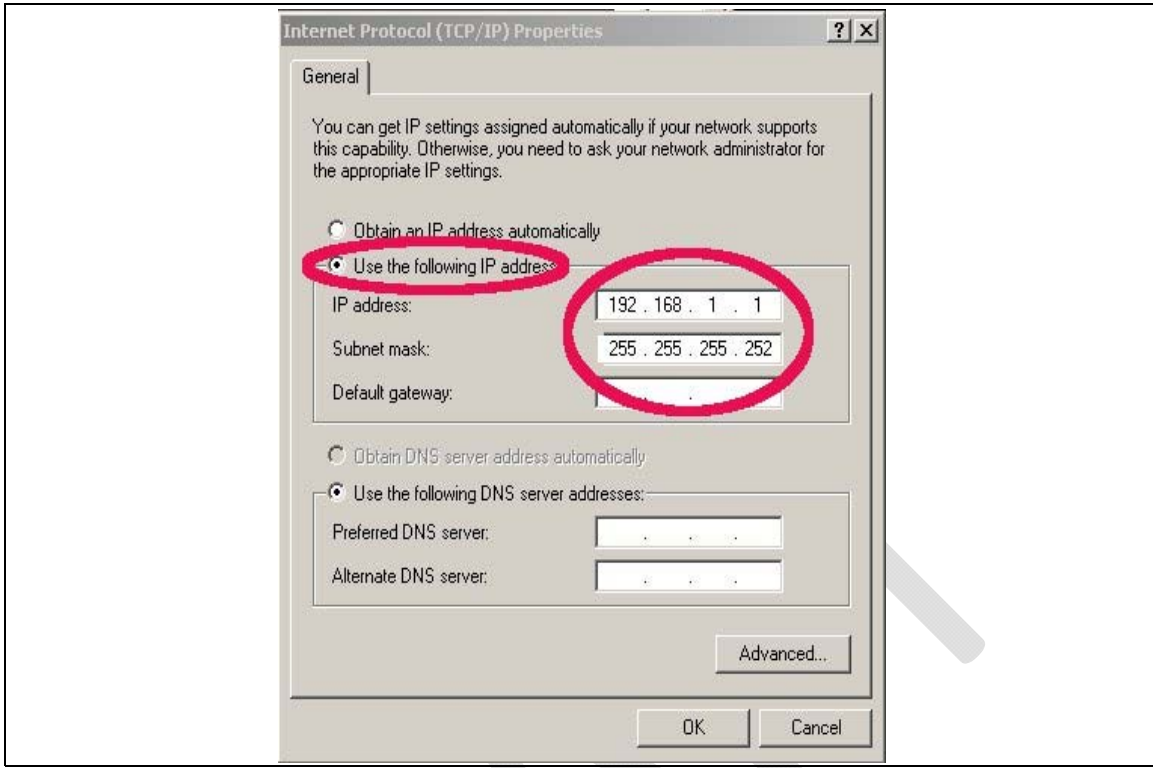 Internet Protocol (TCP/IP) Properties
General
You can get IP settings assigned automatically if your network supports
this capability. Otherwise, you need to ask your network administrator for
the appropriate IP settings.
Obtain an IP address automatically
Use the following IP address
IP address: 192 . 168 . 1 . 1
Subnet mask: 255 . 255 . 255 . 252
Default gateway: . .
Obtain DNS server address automatically
Use the following DNS server addresses:
Preferred DNS server: . . .
Alternate DNS server: . . .
Advanced...
OK Cancel